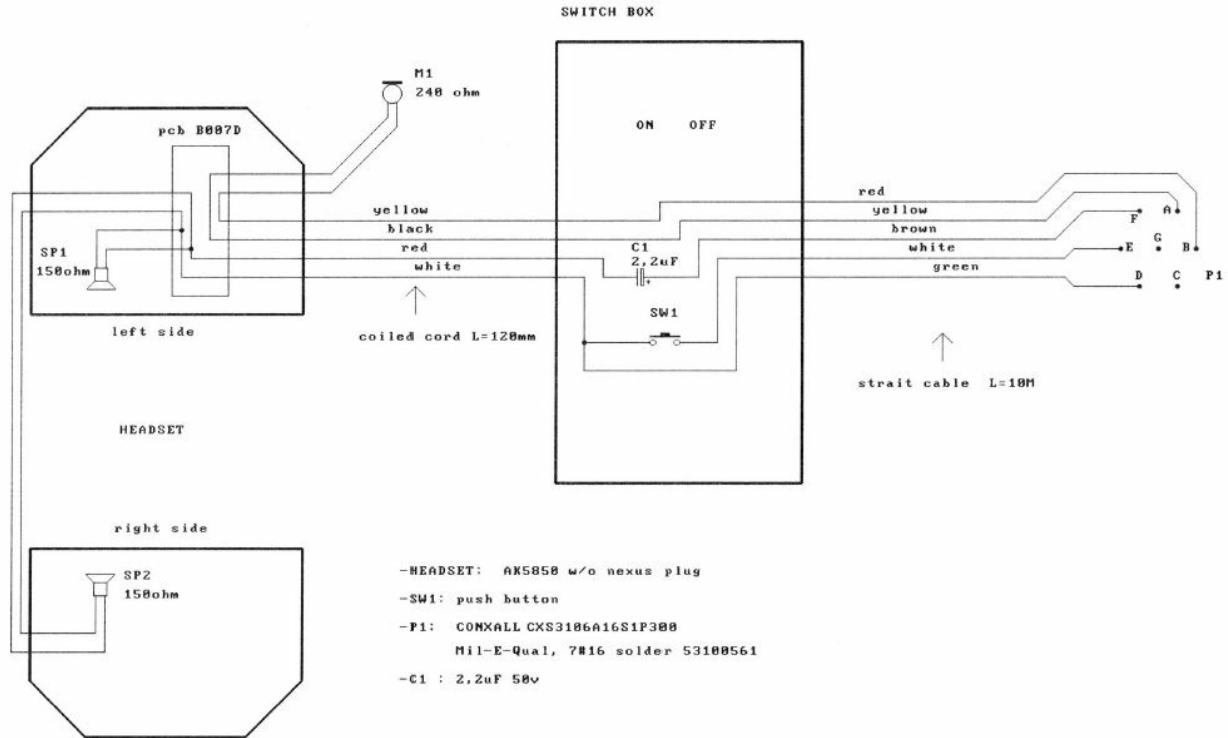 SWITCH BOX
M1
240 ohm
pcb B007D
ON OFF
red
yellow
yellow
brown
black
white
red
C1
2,2uF
green
white
SP1
150ohm
SW1
F
A
G
E
B
D
C
P1
left side
coiled cord L=120mm
strait cable L=10M
HEADSET
right side
SP2
150ohm
-HEADSET: AK5850 w/o nexus plug
-SW1: push button
-P1: CONXALL CXS3106A16S1P300
Mil-E-Qual, 7#16 solder 53100561
-C1 : 2,2uF 50v
+